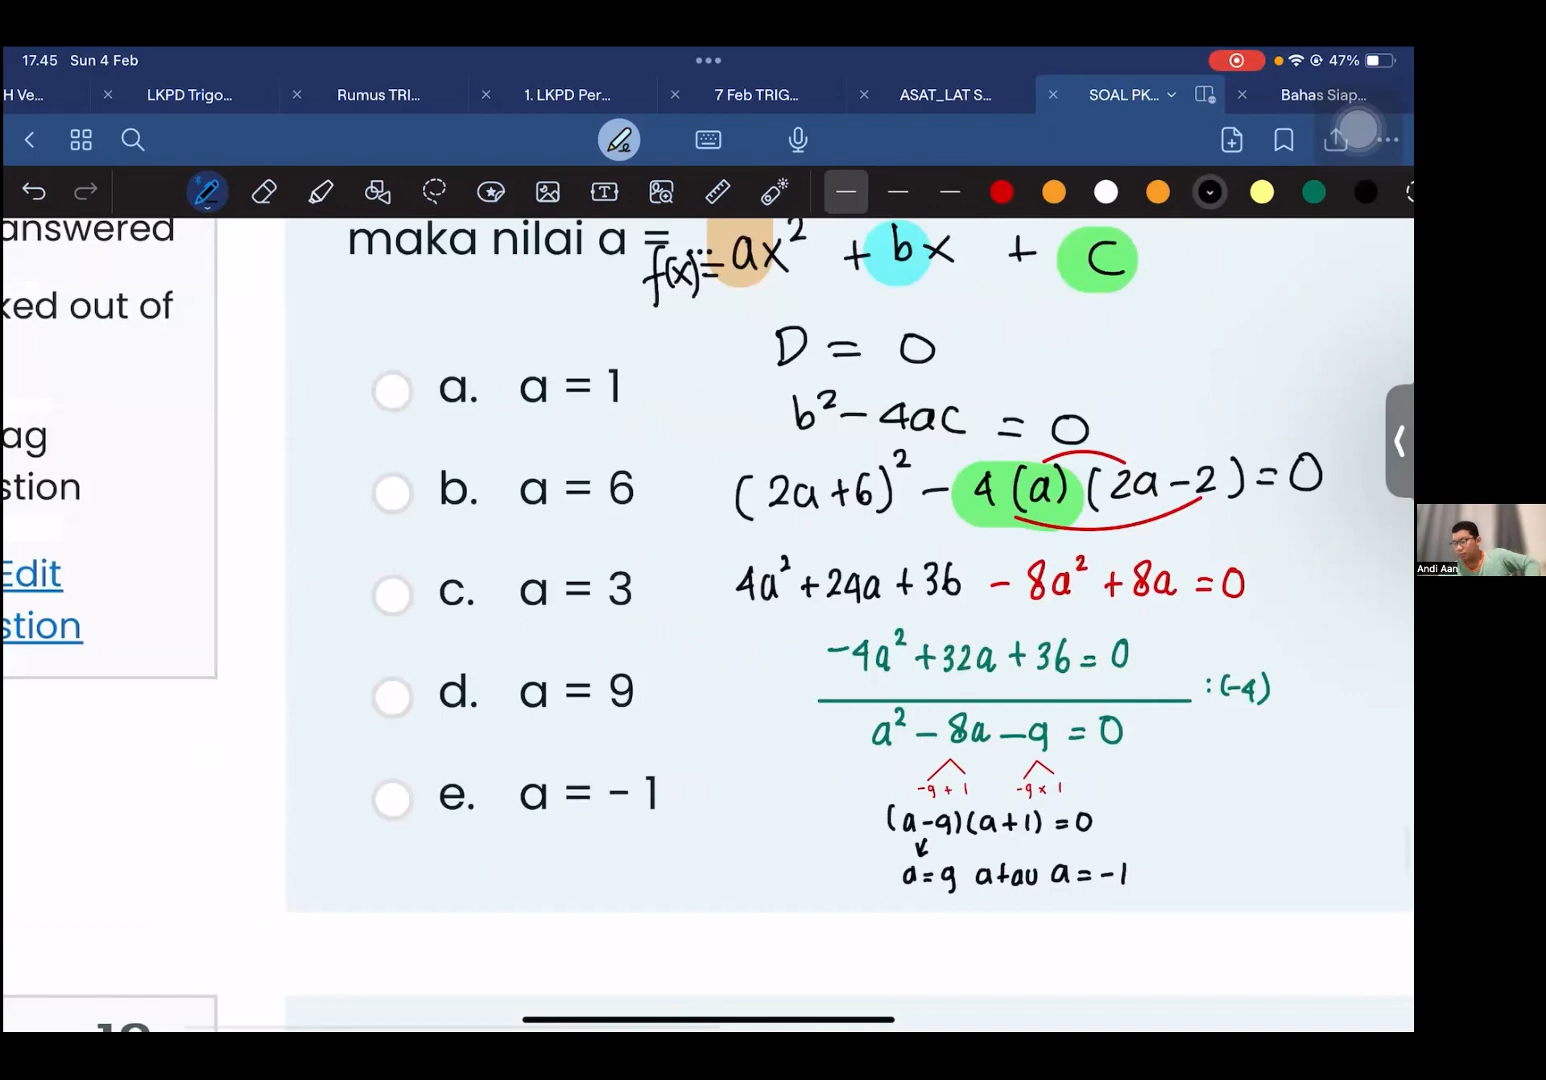 17.45 Sun 4 Feb
47%
H Ve...
LKPD Trigo...
Rumus TRI...
1. LKPD Per...
7 Feb TRIG...
ASAT_LAT S...
SOAL PK...
Bahas Siap...
answered
ked out of
ag
stion
Edit
stion
maka nilai a = ...
f(x) = ax² + bx + c
D = 0
b² - 4ac = 0
(2a+6)² - 4(a)(2a-2) = 0
4a² + 24a + 36 - 8a² + 8a = 0
-4a² + 32a + 36 = 0
: (-4)
a² - 8a - 9 = 0
-9 + 1
-9 x 1
(a-9)(a+1) = 0
a = 9 atau a = -1
a. a = 1
b. a = 6
c. a = 3
d. a = 9
e. a = - 1
Andi Aan